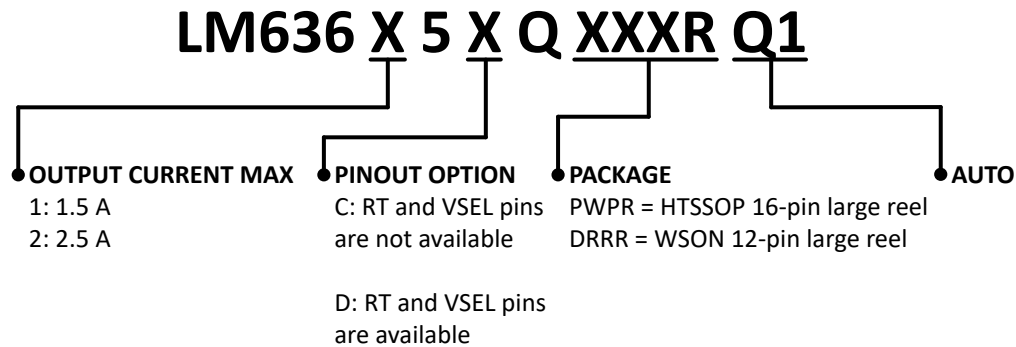 LM636 X 5 X Q XXXR Q1
OUTPUT CURRENT MAX
1: 1.5 A
2: 2.5 A
PINOUT OPTION
C: RT and VSEL pins
are not available
D: RT and VSEL pins
are available
PACKAGE
PWPR = HTSSOP 16-pin large reel
DRRR = WSON 12-pin large reel
AUTO